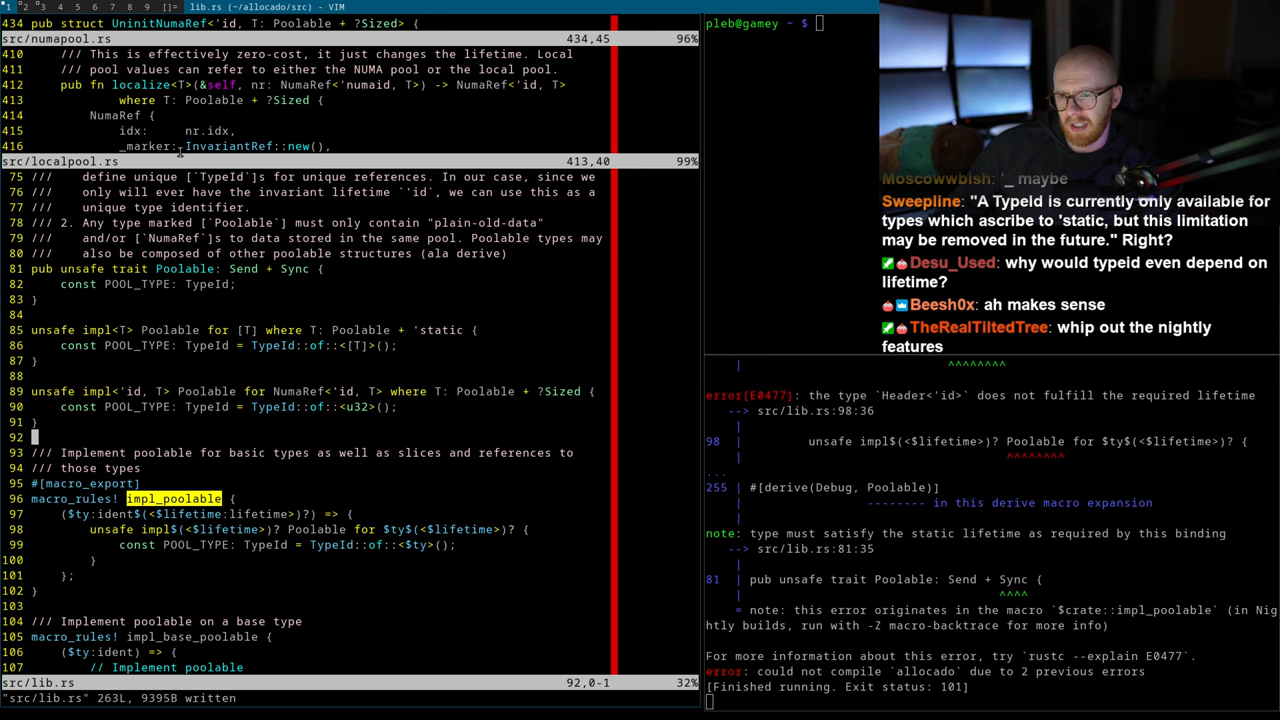 1 2 3 4 5 6 7 8 9 []= lib.rs (~/allocado/src) - VIM
434 pub struct UninitNumaRef<'id, T: Poolable + ?Sized> {
src/numapool.rs 434,45 96%
410 /// This is effectively zero-cost, it just changes the lifetime. Local
411 /// pool values can refer to either the NUMA pool or the local pool.
412 pub fn localize<T>(&self, nr: NumaRef<'numaid, T>) -> NumaRef<'id, T>
413 where T: Poolable + ?Sized {
414 NumaRef {
415 idx: nr.idx,
416 _marker: InvariantRef::new(),
src/localpool.rs 413,40 99%
75 /// define unique [`TypeId`]s for unique references. In our case, since we
76 /// only will ever have the invariant lifetime `'id`, we can use this as a
77 /// unique type identifier.
78 /// 2. Any type marked [`Poolable`] must only contain "plain-old-data"
79 /// and/or [`NumaRef`]s to data stored in the same pool. Poolable types may
80 /// also be composed of other poolable structures (ala derive)
81 pub unsafe trait Poolable: Send + Sync {
82 const POOL_TYPE: TypeId;
83 }
84
85 unsafe impl<T> Poolable for [T] where T: Poolable + 'static {
86 const POOL_TYPE: TypeId = TypeId::of::<[T]>();
87 }
88
89 unsafe impl<'id, T> Poolable for NumaRef<'id, T> where T: Poolable + ?Sized {
90 const POOL_TYPE: TypeId = TypeId::of::<u32>();
91 }
92
93 /// Implement poolable for basic types as well as slices and references to
94 /// those types
95 #[macro_export]
96 macro_rules! impl_poolable {
97 ($ty:ident$(<$lifetime:lifetime>)?) => {
98 unsafe impl$(<$lifetime>)? Poolable for $ty$(<$lifetime>)? {
99 const POOL_TYPE: TypeId = TypeId::of::<$ty>();
100 }
101 };
102 }
103
104 /// Implement poolable on a base type
105 macro_rules! impl_base_poolable {
106 ($ty:ident) => {
107 // Implement poolable
src/lib.rs 92,0-1 32%
"src/lib.rs" 263L, 9395B written
pleb@gamey ~ $
Moscowwbish: '_ maybe
Sweepline: "A TypeId is currently only available for
types which ascribe to 'static, but this limitation
may be removed in the future." Right?
Desu_Used: why would typeid even depend on
lifetime?
Beesh0x: ah makes sense
TheRealTiltedTree: whip out the nightly
features
| ^^^^^^^^
error[E0477]: the type `Header<'id>` does not fulfill the required lifetime
--> src/lib.rs:98:36
|
98 | unsafe impl$(<$lifetime>)? Poolable for $ty$(<$lifetime>)? {
| ^^^^^^^^
...
255 | #[derive(Debug, Poolable)]
| -------- in this derive macro expansion
|
note: type must satisfy the static lifetime as required by this binding
--> src/lib.rs:81:35
|
81 | pub unsafe trait Poolable: Send + Sync {
| ^^^^
= note: this error originates in the macro `$crate::impl_poolable` (in Nig
htly builds, run with -Z macro-backtrace for more info)
For more information about this error, try `rustc --explain E0477`.
error: could not compile `allocado` due to 2 previous errors
[Finished running. Exit status: 101]